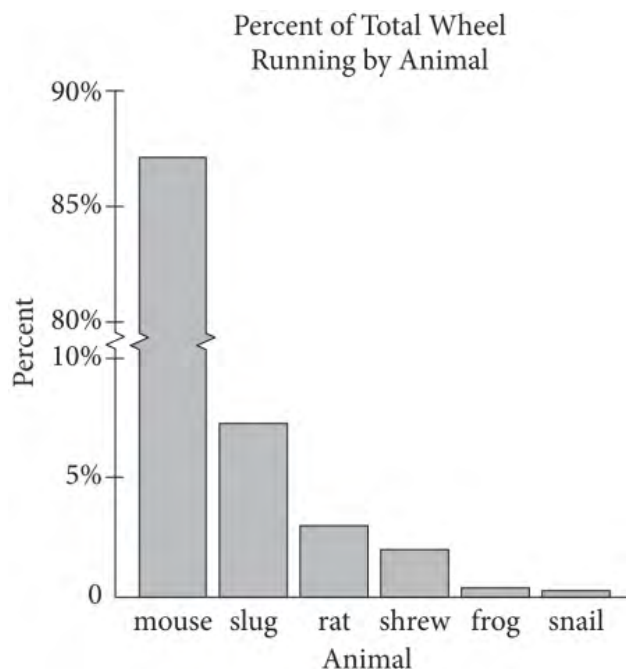 Percent of Total Wheel
Running by Animal
90%
85%
80%
10%
5%
0
Percent
mouse slug rat shrew frog snail
Animal